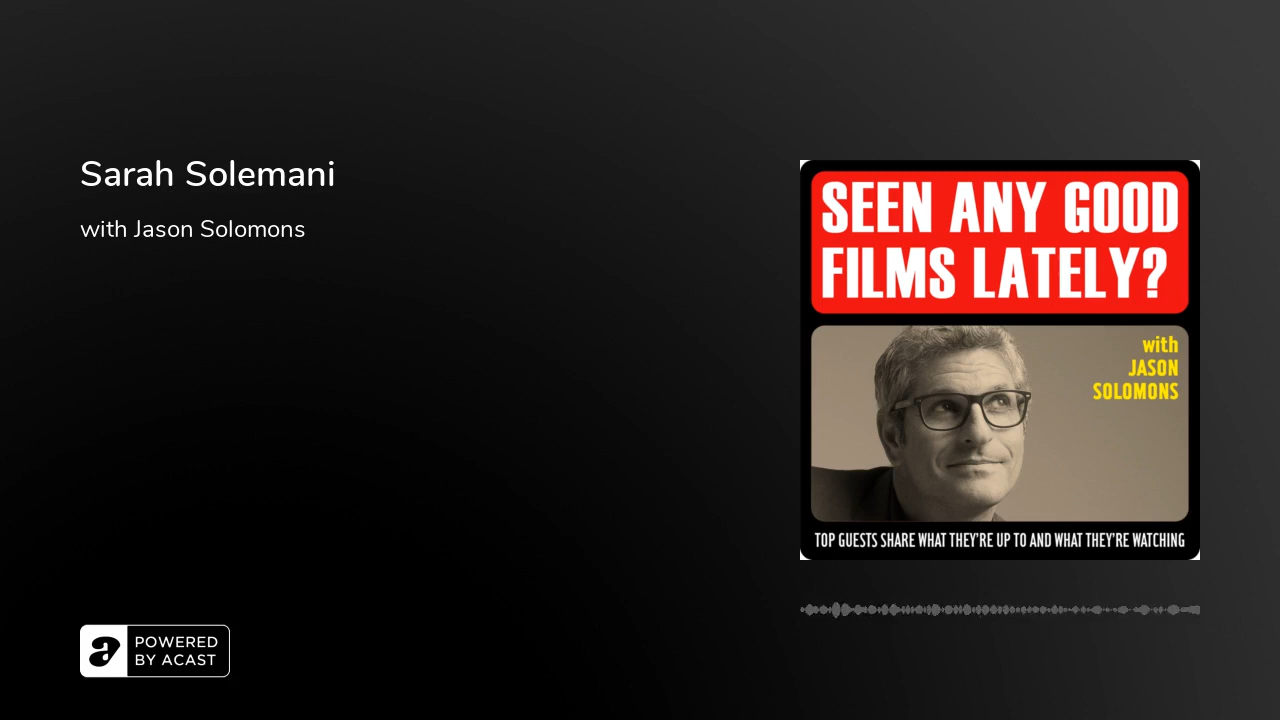 Sarah Solemani
with Jason Solomons
SEEN ANY GOOD
FILMS LATELY?
with
JASON
SOLOMONS
TOP GUESTS SHARE WHAT THEY'RE UP TO AND WHAT THEY'RE WATCHING
a
POWERED
BY ACAST